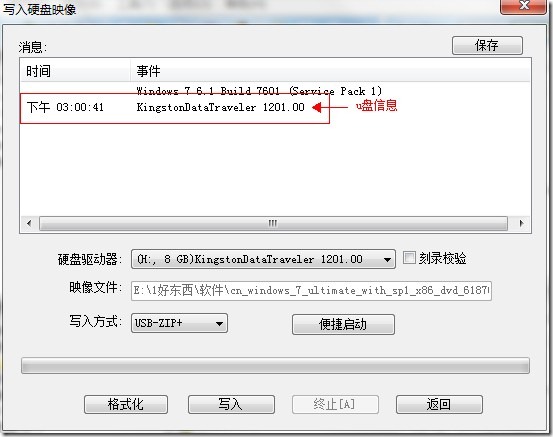 写入硬盘映像
消息:
保存
时间 事件
Windows 7 6.1 Build 7601 (Service Pack 1)
下午 03:00:41 KingstonDataTraveler 1201.00 u盘信息
硬盘驱动器: (H:, 8 GB)KingstonDataTraveler 1201.00 刻录校验
映像文件: E:\1好东西\软件\cn_windows_7_ultimate_with_sp1_x86_dvd_6187
写入方式: USB-ZIP+ 便捷启动
格式化 写入 终止[A] 返回